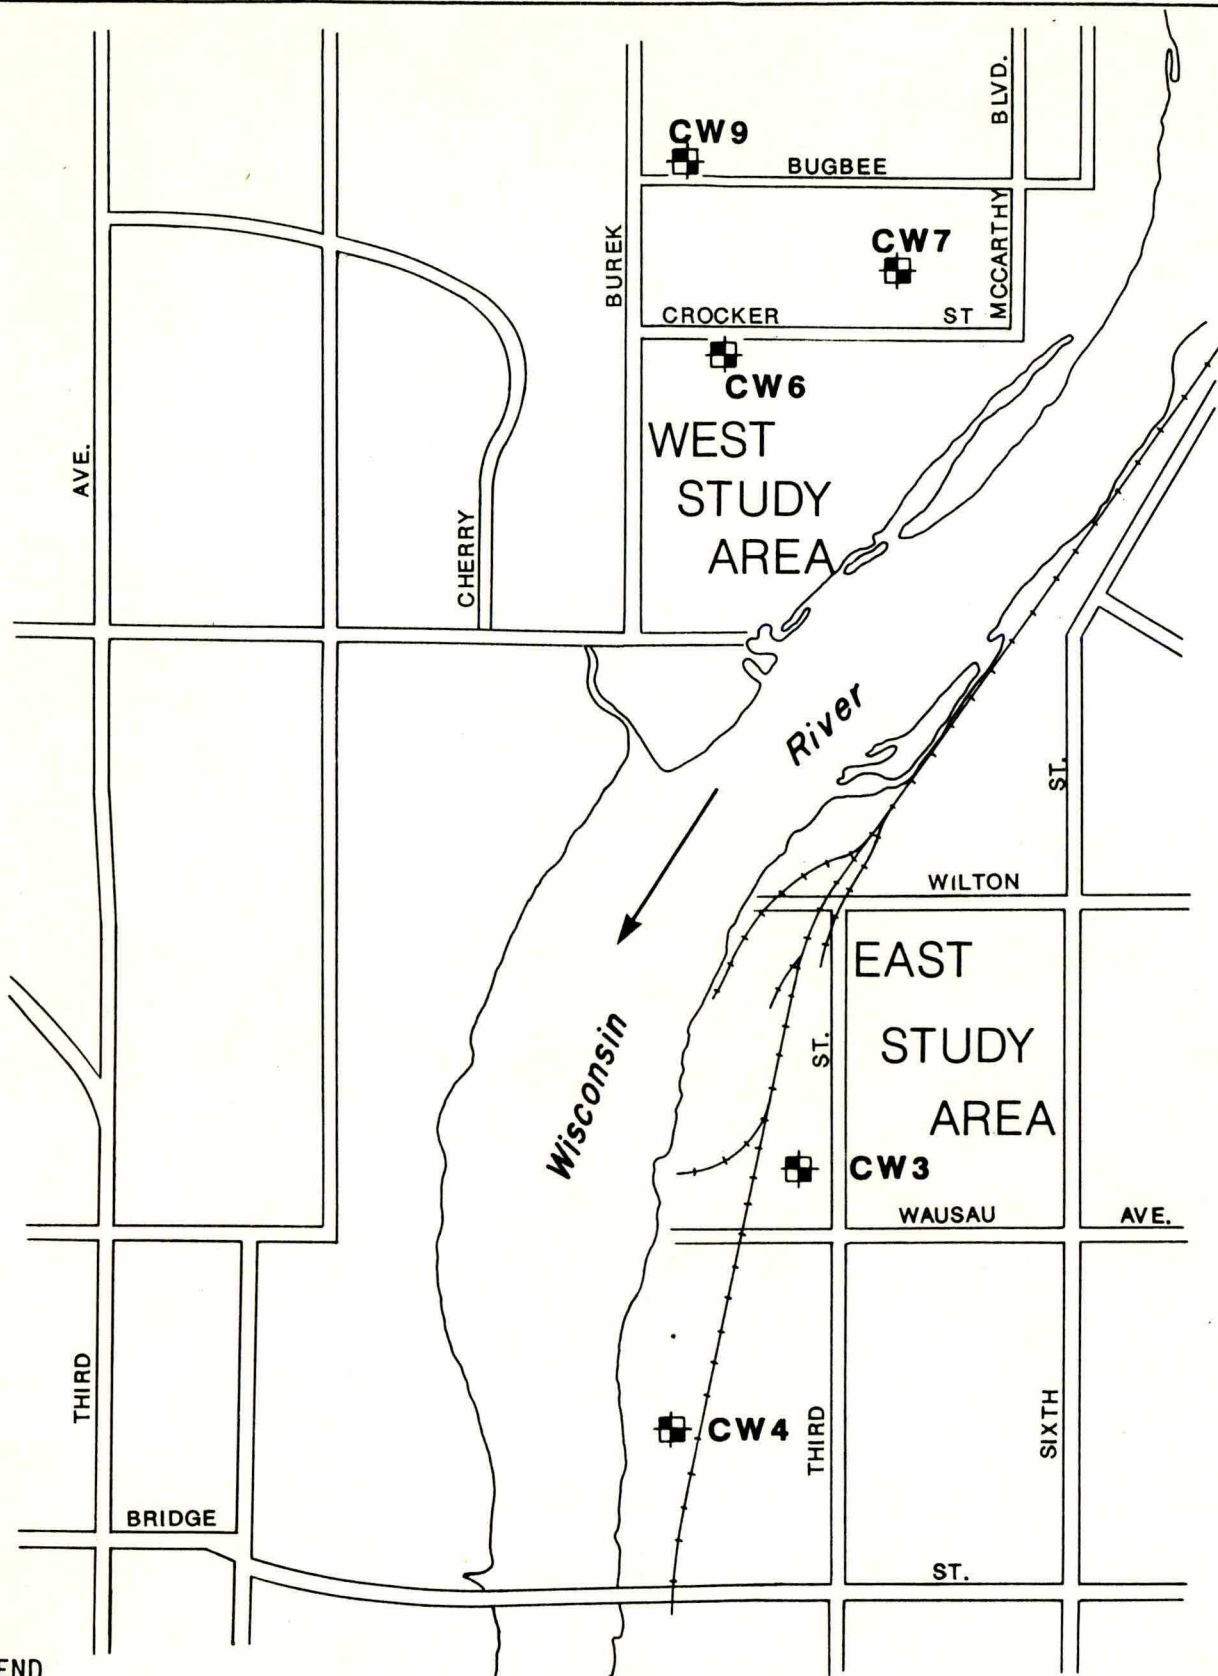 BLVD.
CW9
BUGBEE
MCCARTHY
BUREK
CW7
CROCKER ST
CW6
WEST
STUDY
AREA
AVE.
CHERRY
River
ST.
WILTON
EAST
STUDY
AREA
ST.
Wisconsin
CW3
WAUSAU AVE.
THIRD
CW4
THIRD
SIXTH
BRIDGE
ST.